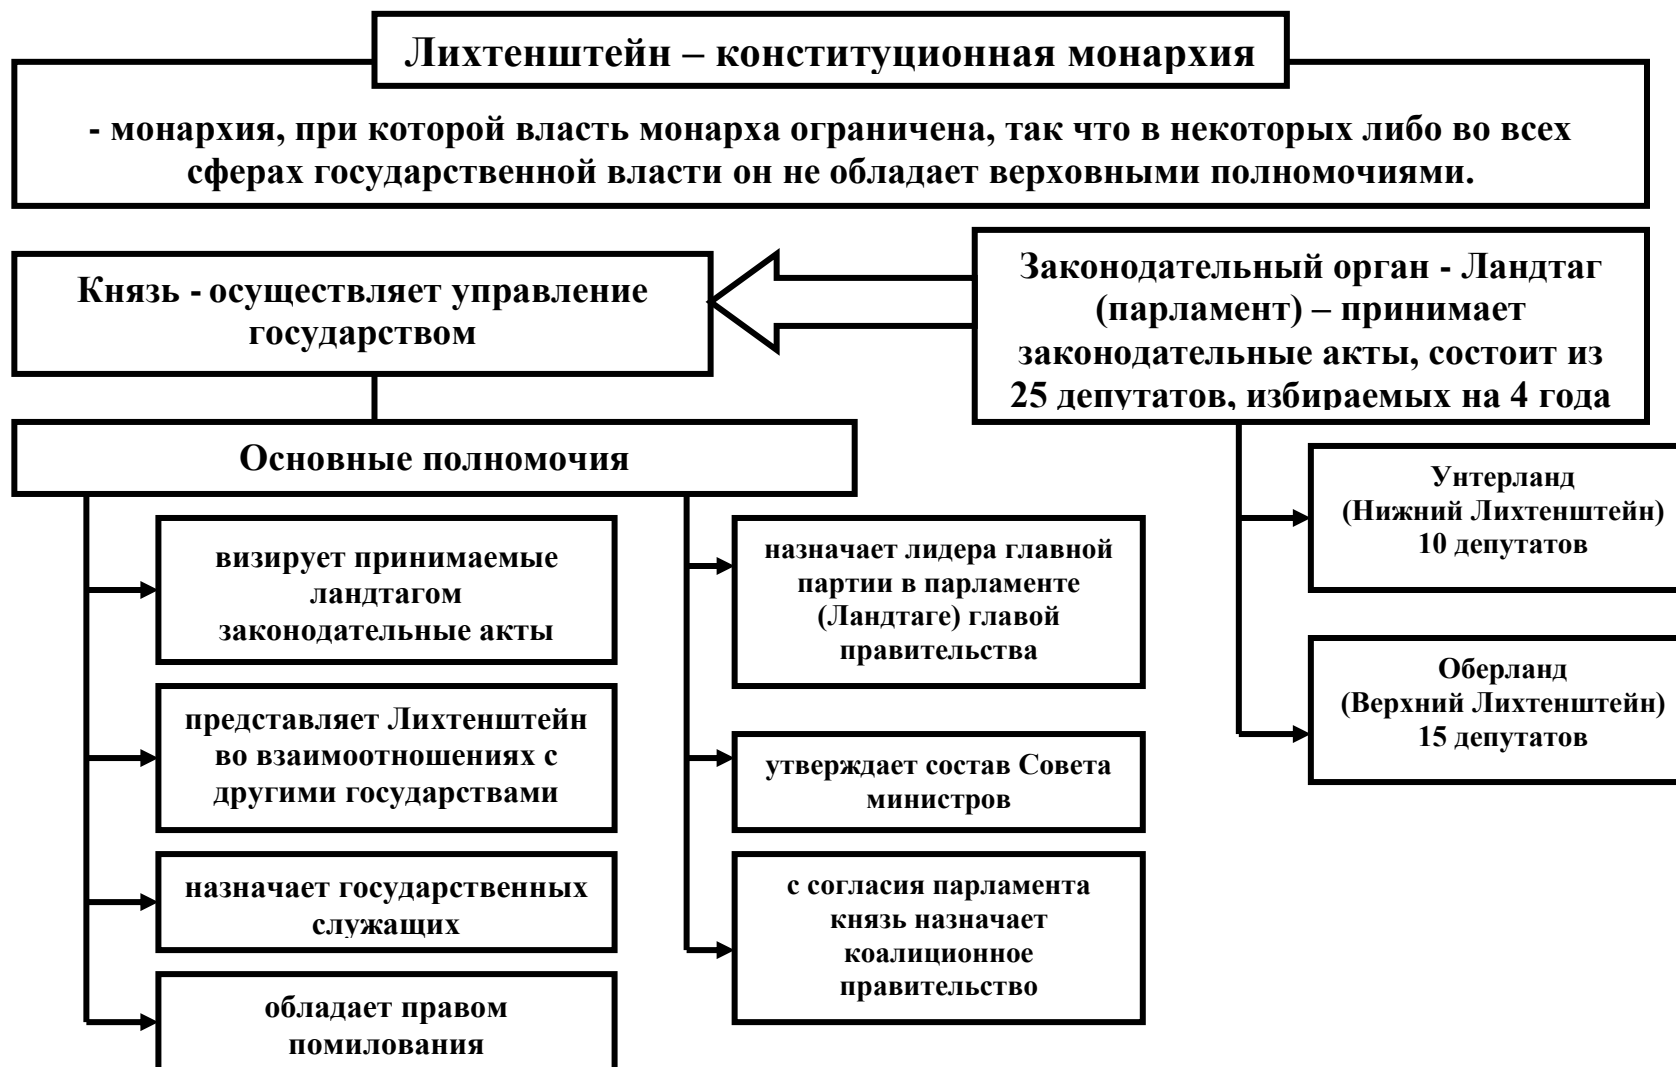 Лихтенштейн – конституционная монархия
- монархия, при которой власть монарха ограничена, так что в некоторых либо во всех
сферах государственной власти он не обладает верховными полномочиями.
Князь - осуществляет управление
государством
Законодательный орган - Ландтаг
(парламент) – принимает
законодательные акты, состоит из
25 депутатов, избираемых на 4 года
Основные полномочия
визирует принимаемые
ландтагом
законодательные акты
представляет Лихтенштейн
во взаимоотношениях с
другими государствами
назначает государственных
служащих
обладает правом
помилования
назначает лидера главной
партии в парламенте
(Ландтаге) главой
правительства
утверждает состав Совета
министров
с согласия парламента
князь назначает
коалиционное
правительство
Унтерланд
(Нижний Лихтенштейн)
10 депутатов
Оберланд
(Верхний Лихтенштейн)
15 депутатов